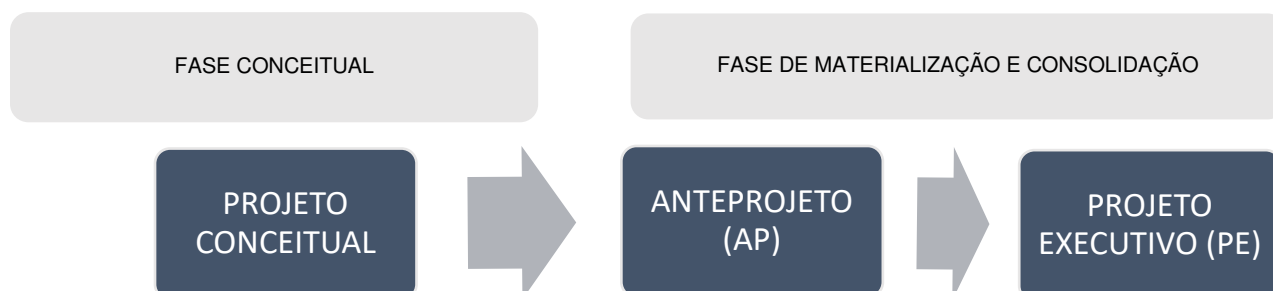 FASE CONCEITUAL
FASE DE MATERIALIZAÇÃO E CONSOLIDAÇÃO
PROJETO
CONCEITUAL
ANTEPROJETO
(AP)
PROJETO
EXECUTIVO (PE)